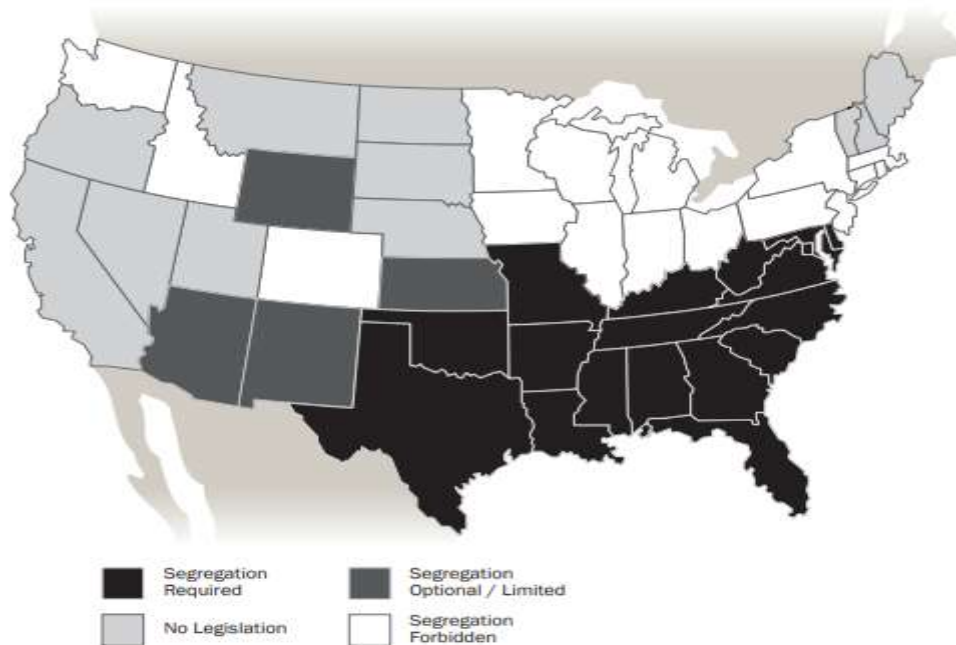 Segregation
Required
Segregation
Optional / Limited
No Legislation
Segregation
Forbidden